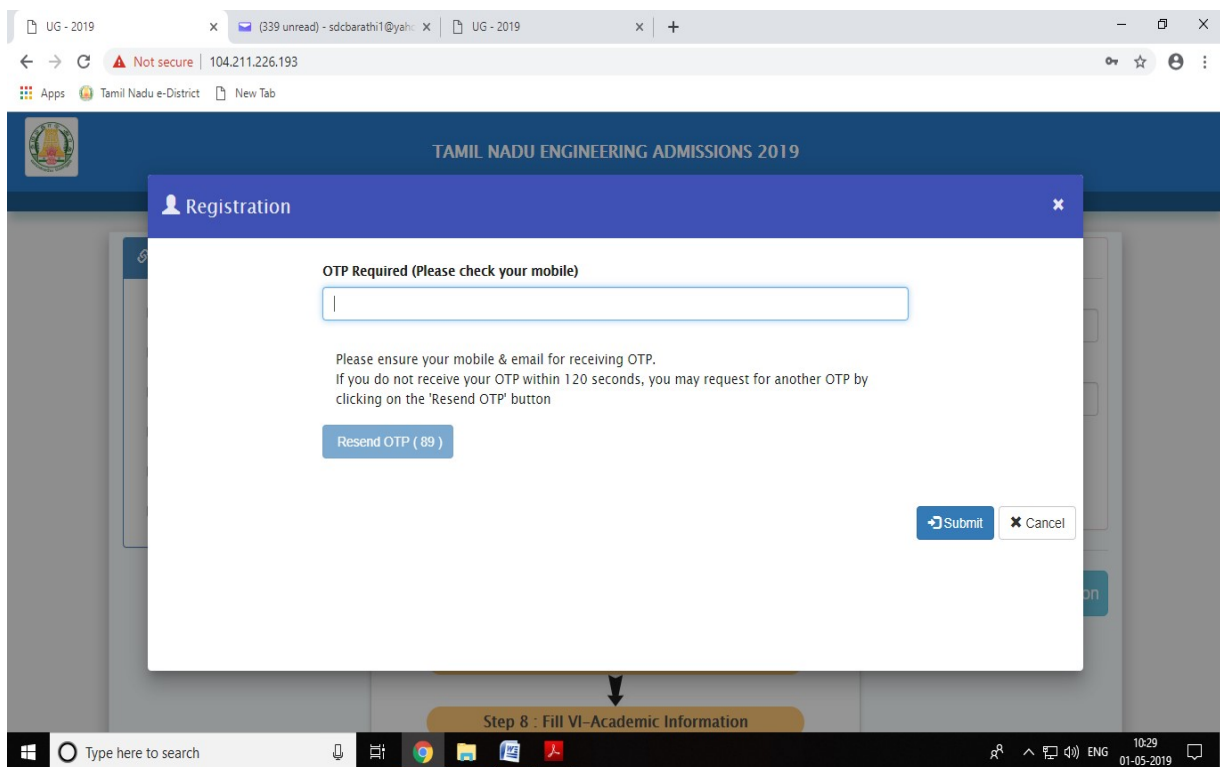 UG - 2019
(339 unread) - sdcbarathi1@yah
UG - 2019
Not secure | 104.211.226.193
Apps Tamil Nadu e-District New Tab
TAMIL NADU ENGINEERING ADMISSIONS 2019
Registration
OTP Required (Please check your mobile)
Please ensure your mobile & email for receiving OTP.
If you do not receive your OTP within 120 seconds, you may request for another OTP by
clicking on the 'Resend OTP' button
Resend OTP ( 89 )
Submit
Cancel
on
Step 8 : Fill VI-Academic Information
Type here to search
ENG
10:29
01-05-2019